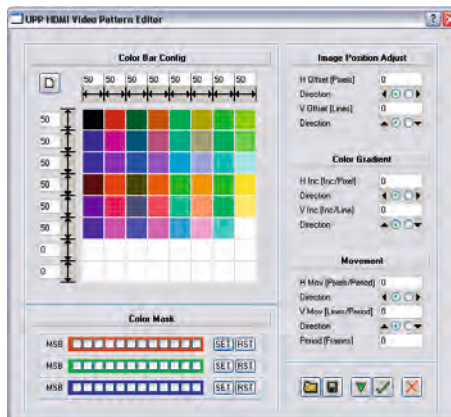 UPP HDMI Video Pattern Editor
Color Bar Config
50 50 50 50 50 50 50 50
50
50
50
50
50
50
0
0
Color Mask
MSB SET RST
MSB SET RST
MSB SET RST
Image Position Adjust
H Offset [Pixels] 0
Direction
V Offset [Lines] 0
Direction
Color Gradient
H Inc [Inc/Pixel] 0
Direction
V Inc [Inc/Line] 0
Direction
Movement
H Mov [Pixels/Period] 0
Direction
V Mov [Lines/Period] 0
Direction
Period [Frames] 0